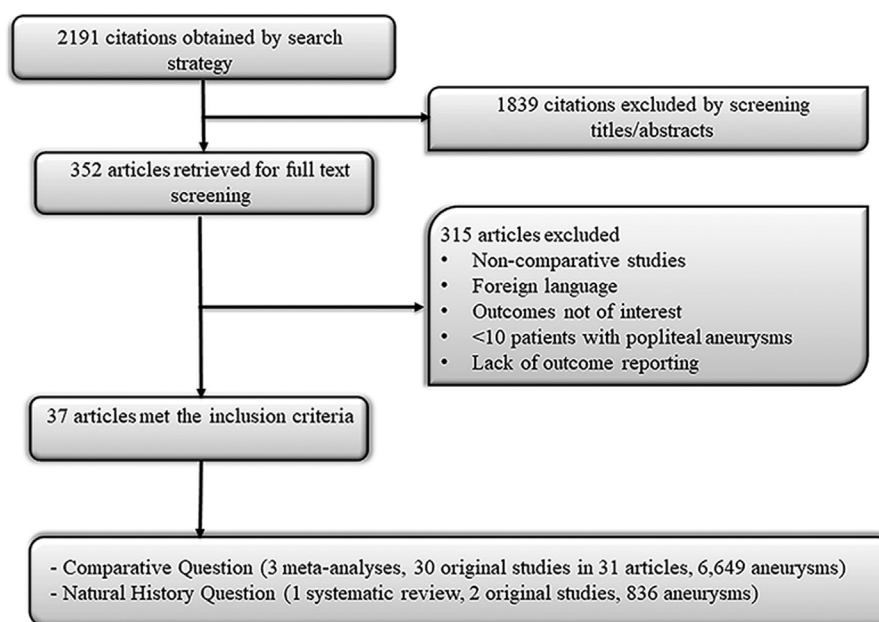 2191 citations obtained by search
strategy
1839 citations excluded by screening
titles/abstracts
352 articles retrieved for full text
screening
315 articles excluded
• Non-comparative studies
• Foreign language
• Outcomes not of interest
• <10 patients with popliteal aneurysms
• Lack of outcome reporting
37 articles met the inclusion criteria
- Comparative Question (3 meta-analyses, 30 original studies in 31 articles, 6,649 aneurysms)
- Natural History Question (1 systematic review, 2 original studies, 836 aneurysms)